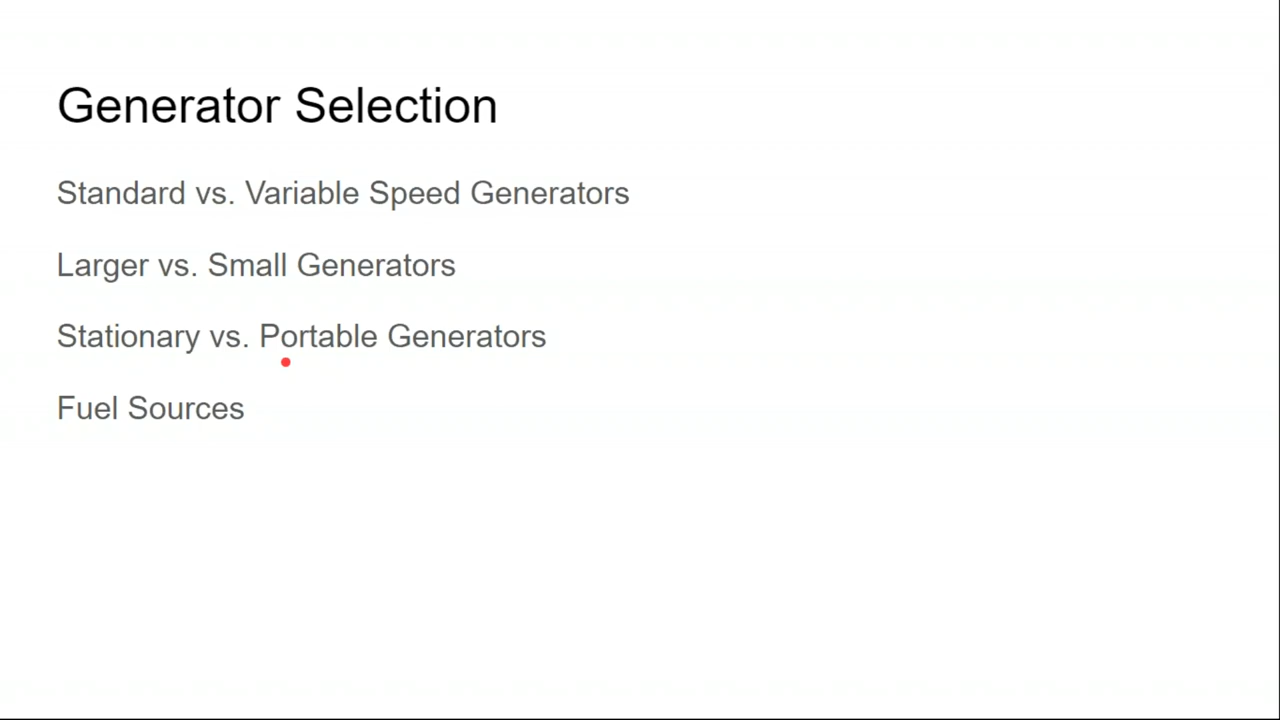 Generator Selection
Standard vs. Variable Speed Generators
Larger vs. Small Generators
Stationary vs. Portable Generators
Fuel Sources